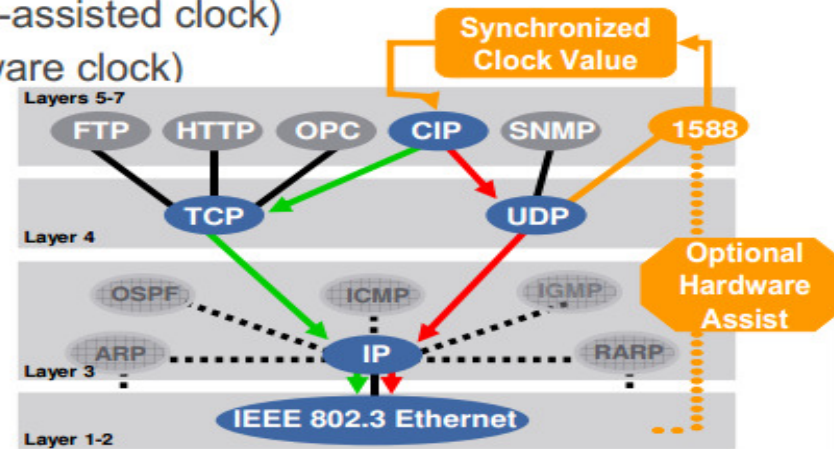 -assisted clock)
ware clock)
Synchronized
Clock Value
Layers 5-7
FTP HTTP OPC CIP SNMP 1588
TCP UDP
Layer 4
Optional
Hardware
Assist
OSPF ICMP IGMP
ARP IP RARP
Layer 3
IEEE 802.3 Ethernet
Layer 1-2